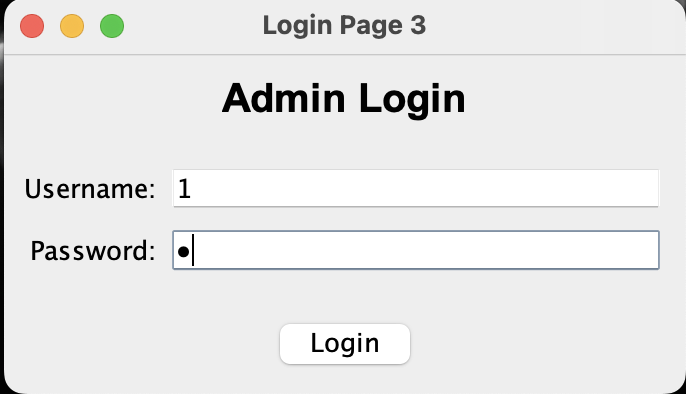 Login Page 3
Admin Login
Username: 1
Password: •
Login